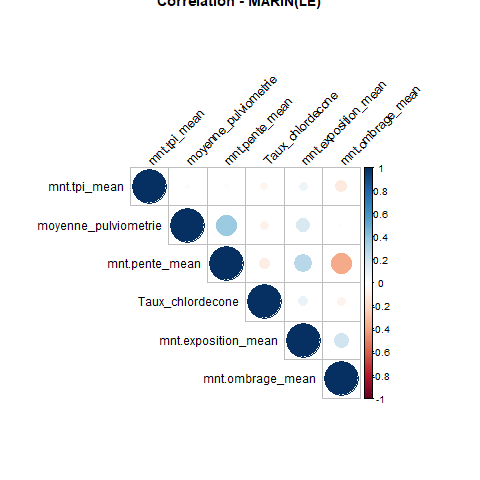 Correlation - MARIN(LE)
mnt.tpi_mean
moyenne_pulviometrie
mnt.pente_mean
Taux_chlordecone
mnt.exposition_mean
mnt.ombrage_mean
mnt.tpi_mean
moyenne_pulviometrie
mnt.pente_mean
Taux_chlordecone
mnt.exposition_mean
mnt.ombrage_mean
1
0.8
0.6
0.4
0.2
0
-0.2
-0.4
-0.6
-0.8
-1